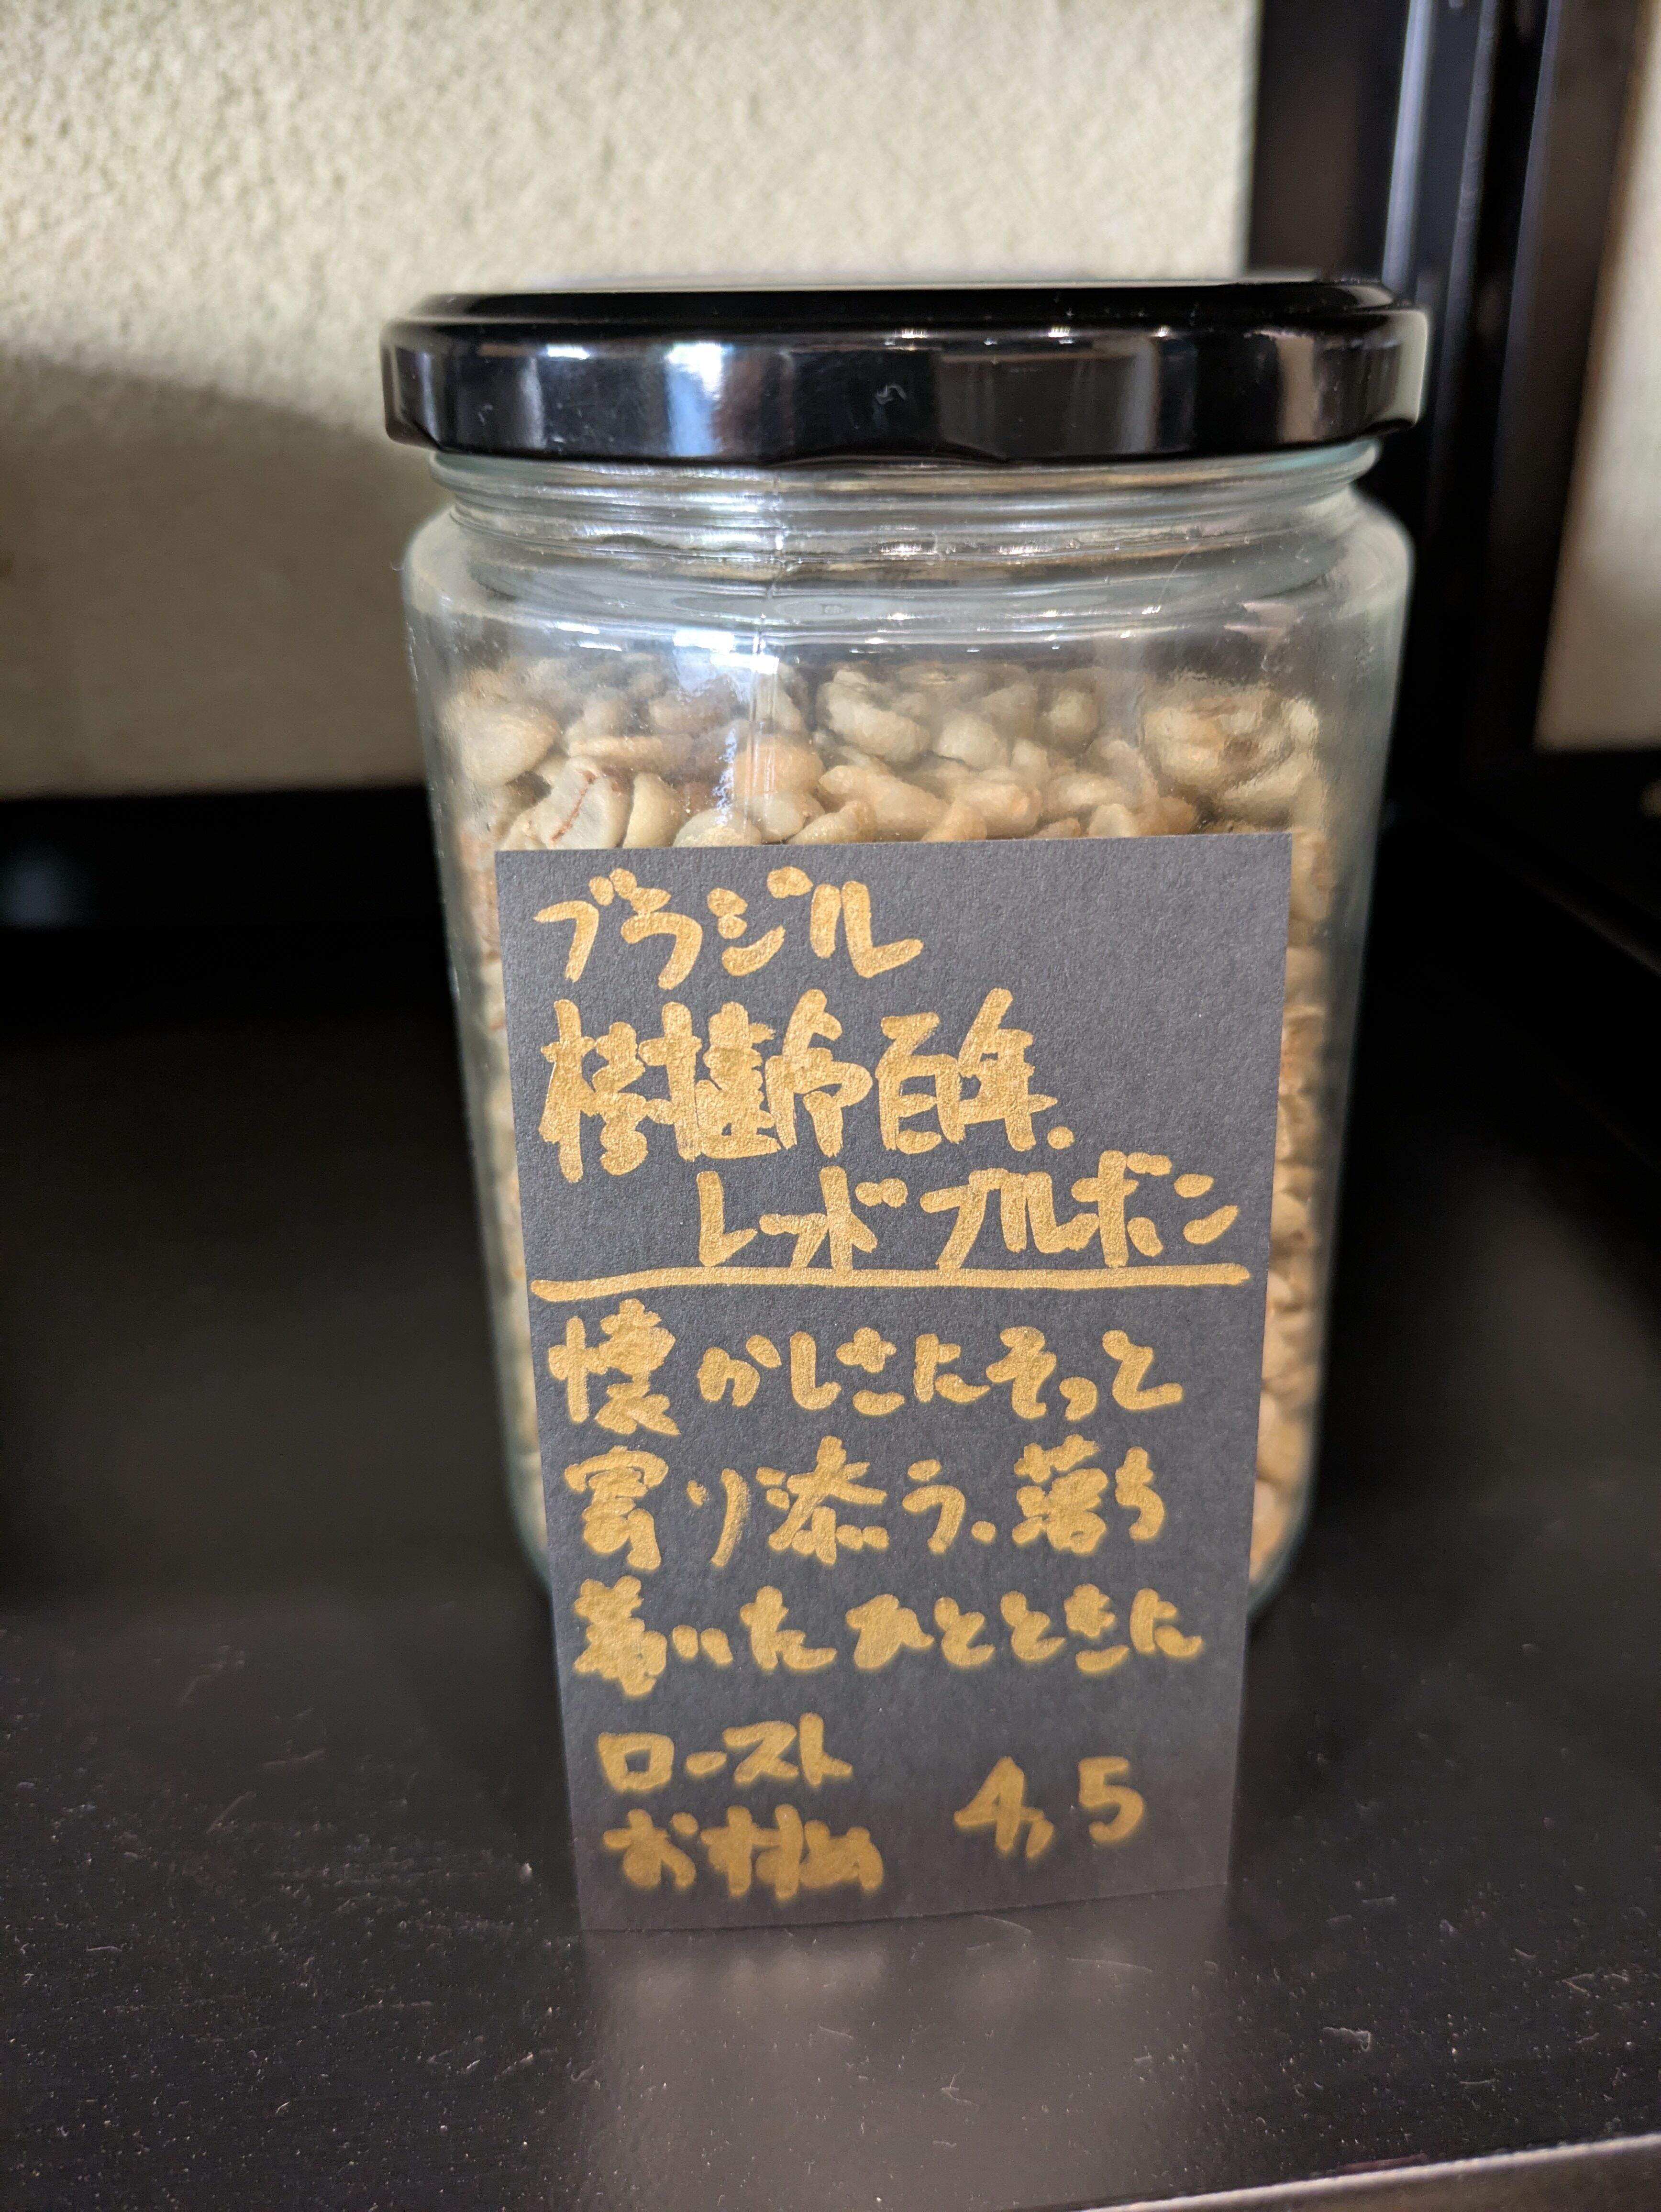 ブラジル
樹齢百年.
レッドブルボン
懐かしさにそっと
寄り添う.落ち
着いたひとときに
ロースト
おすすめ 4,5